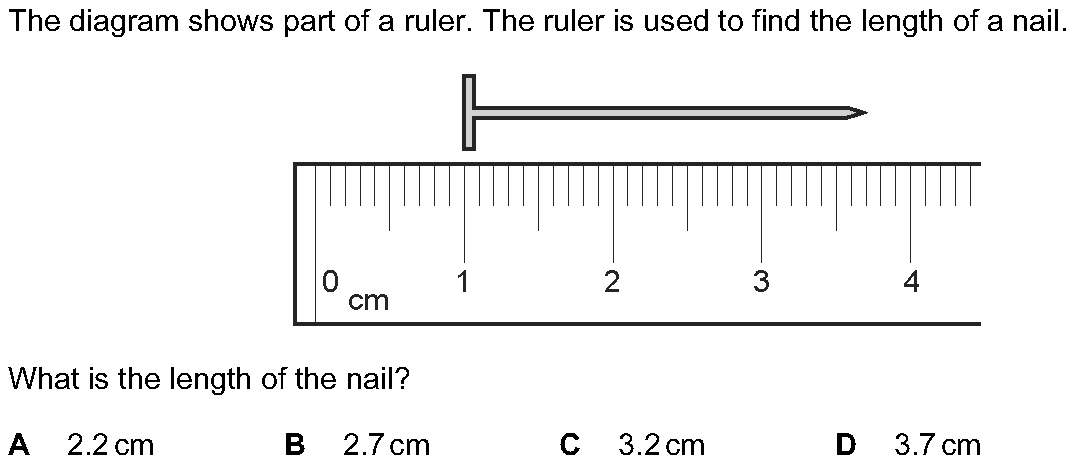 The diagram shows part of a ruler. The ruler is used to find the length of a nail.
0 1 2 3 4
cm
What is the length of the nail?
A 2.2 cm B 2.7 cm C 3.2 cm D 3.7 cm